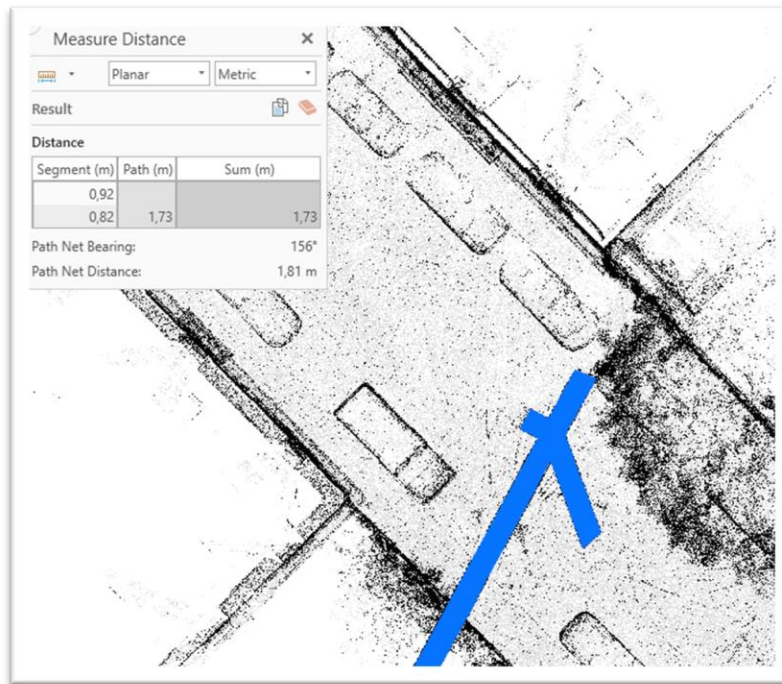 Measure Distance
Planar Metric
Result
Distance
Segment (m) Path (m) Sum (m)
0,92
0,82 1,73 1,73
Path Net Bearing: 156°
Path Net Distance: 1,81 m